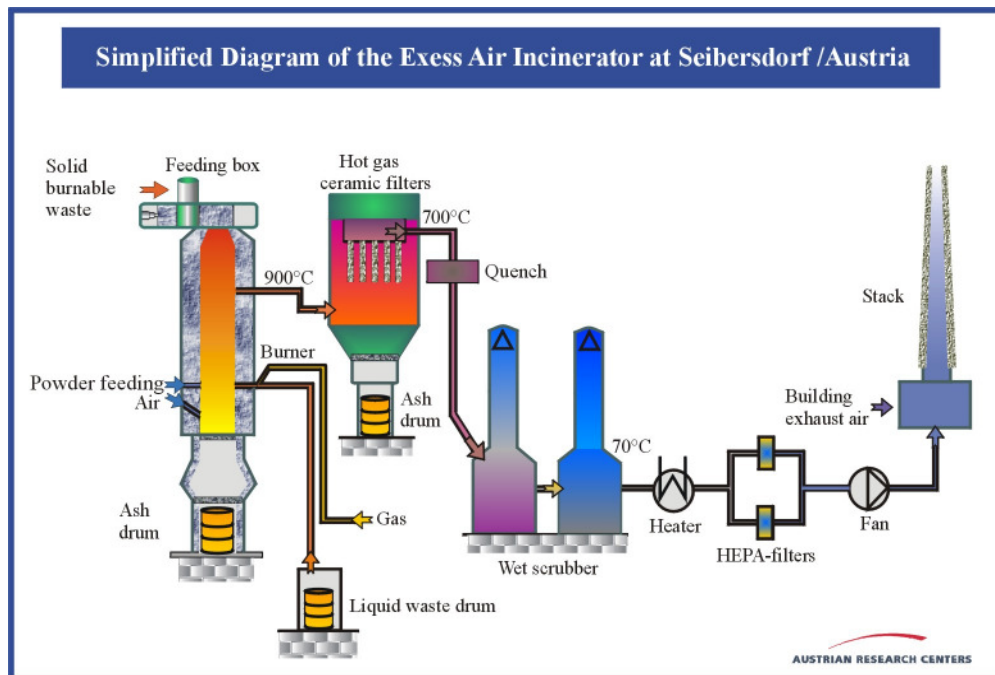 Simplified Diagram of the Exess Air Incinerator at Seibersdorf /Austria
Solid
burnable
waste
Feeding box
Hot gas
ceramic filters
700°C
900°C
Quench
Stack
Burner
Powder feeding
Air
Ash
drum
Building
exhaust air
70°C
Ash
drum
Gas
Heater
HEPA-filters
Fan
Wet scrubber
Liquid waste drum
AUSTRIAN RESEARCH CENTERS